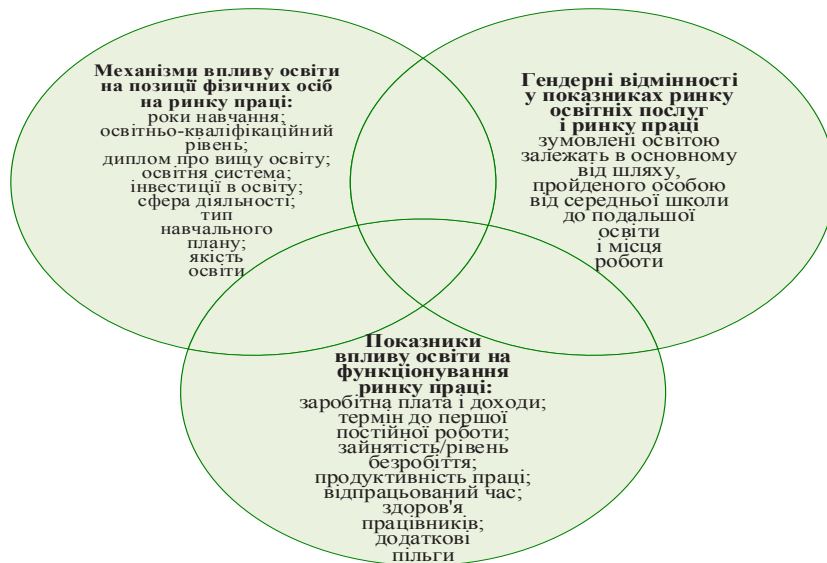 Механізми впливу освіти
на позиції фізичних осіб
на ринку праці:
роки навчання;
освітньо-кваліфікаційний
рівень;
диплом про вищу освіту;
освітня система;
інвестиції в освіту;
сфера діяльності;
тип
навчального
плану;
якість
освіти
Гендерні відмінності
у показниках ринку
освітніх послуг
і ринку праці
зумовлені освітою
залежать в основному
від шляху,
пройденого особою
від середньої школи
до подальшої
освіти
і місця
роботи
Показники
впливу освіти на
функціонування
ринку праці:
заробітна плата і доходи;
термін до першої
постійної роботи;
зайнятість/рівень
безробіття;
продуктивність праці;
відпрацьований час;
здоров'я
працівників;
додаткові
пільги